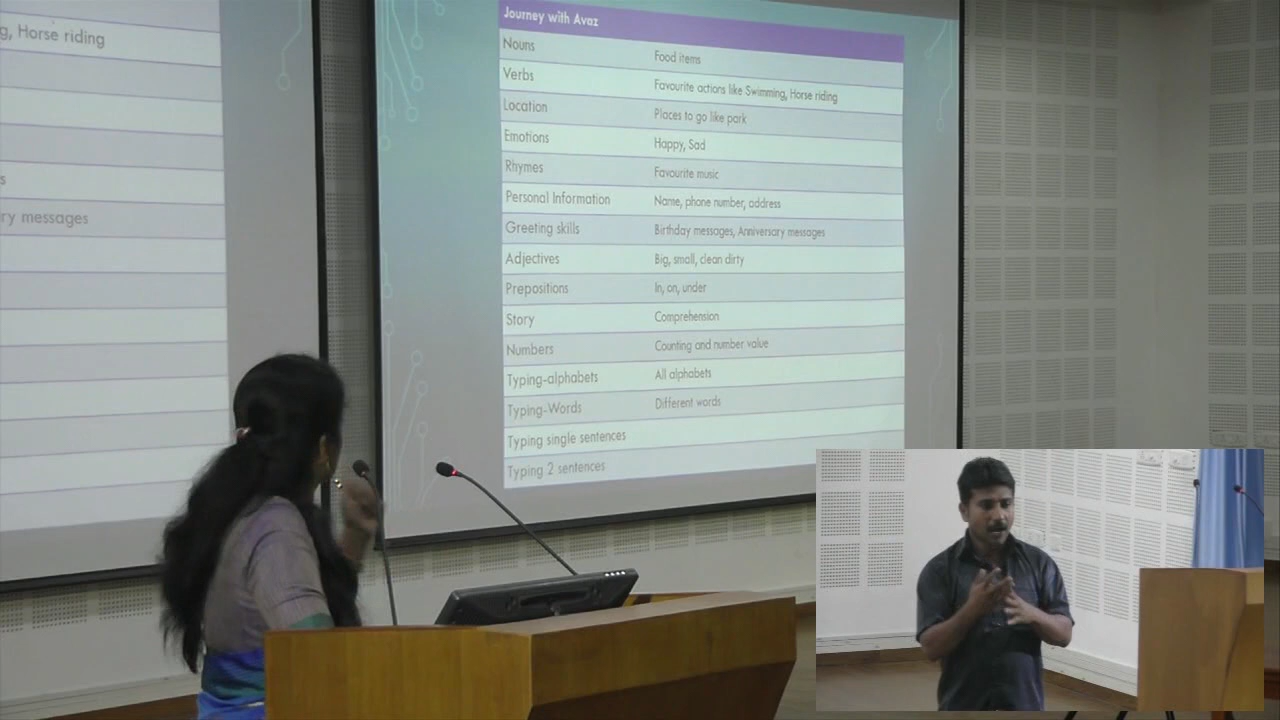 g, Horse riding
s
ry messages
Journey with Avaz
Nouns Food items
Verbs Favourite actions like Swimming, Horse riding
Location Places to go like park
Emotions Happy, Sad
Rhymes Favourite music
Personal Information Name, phone number, address
Greeting skills Birthday messages, Anniversary messages
Adjectives Big, small, clean dirty
Prepositions In, on, under
Story Comprehension
Numbers Counting and number value
Typing-alphabets All alphabets
Typing-Words Different words
Typing single sentences
Typing 2 sentences